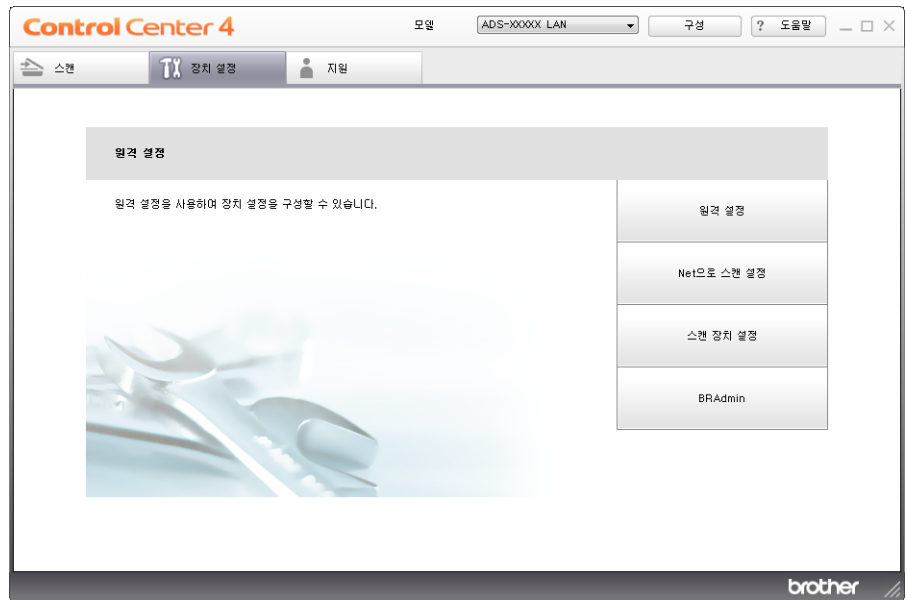 Control Center 4
모델
ADS-XXXXX LAN
구성
? 도움말
스캔
장치 설정
지원
원격 설정
원격 설정을 사용하여 장치 설정을 구성할 수 있습니다.
원격 설정
Net으로 스캔 설정
스캔 장치 설정
BRAdmin
brother